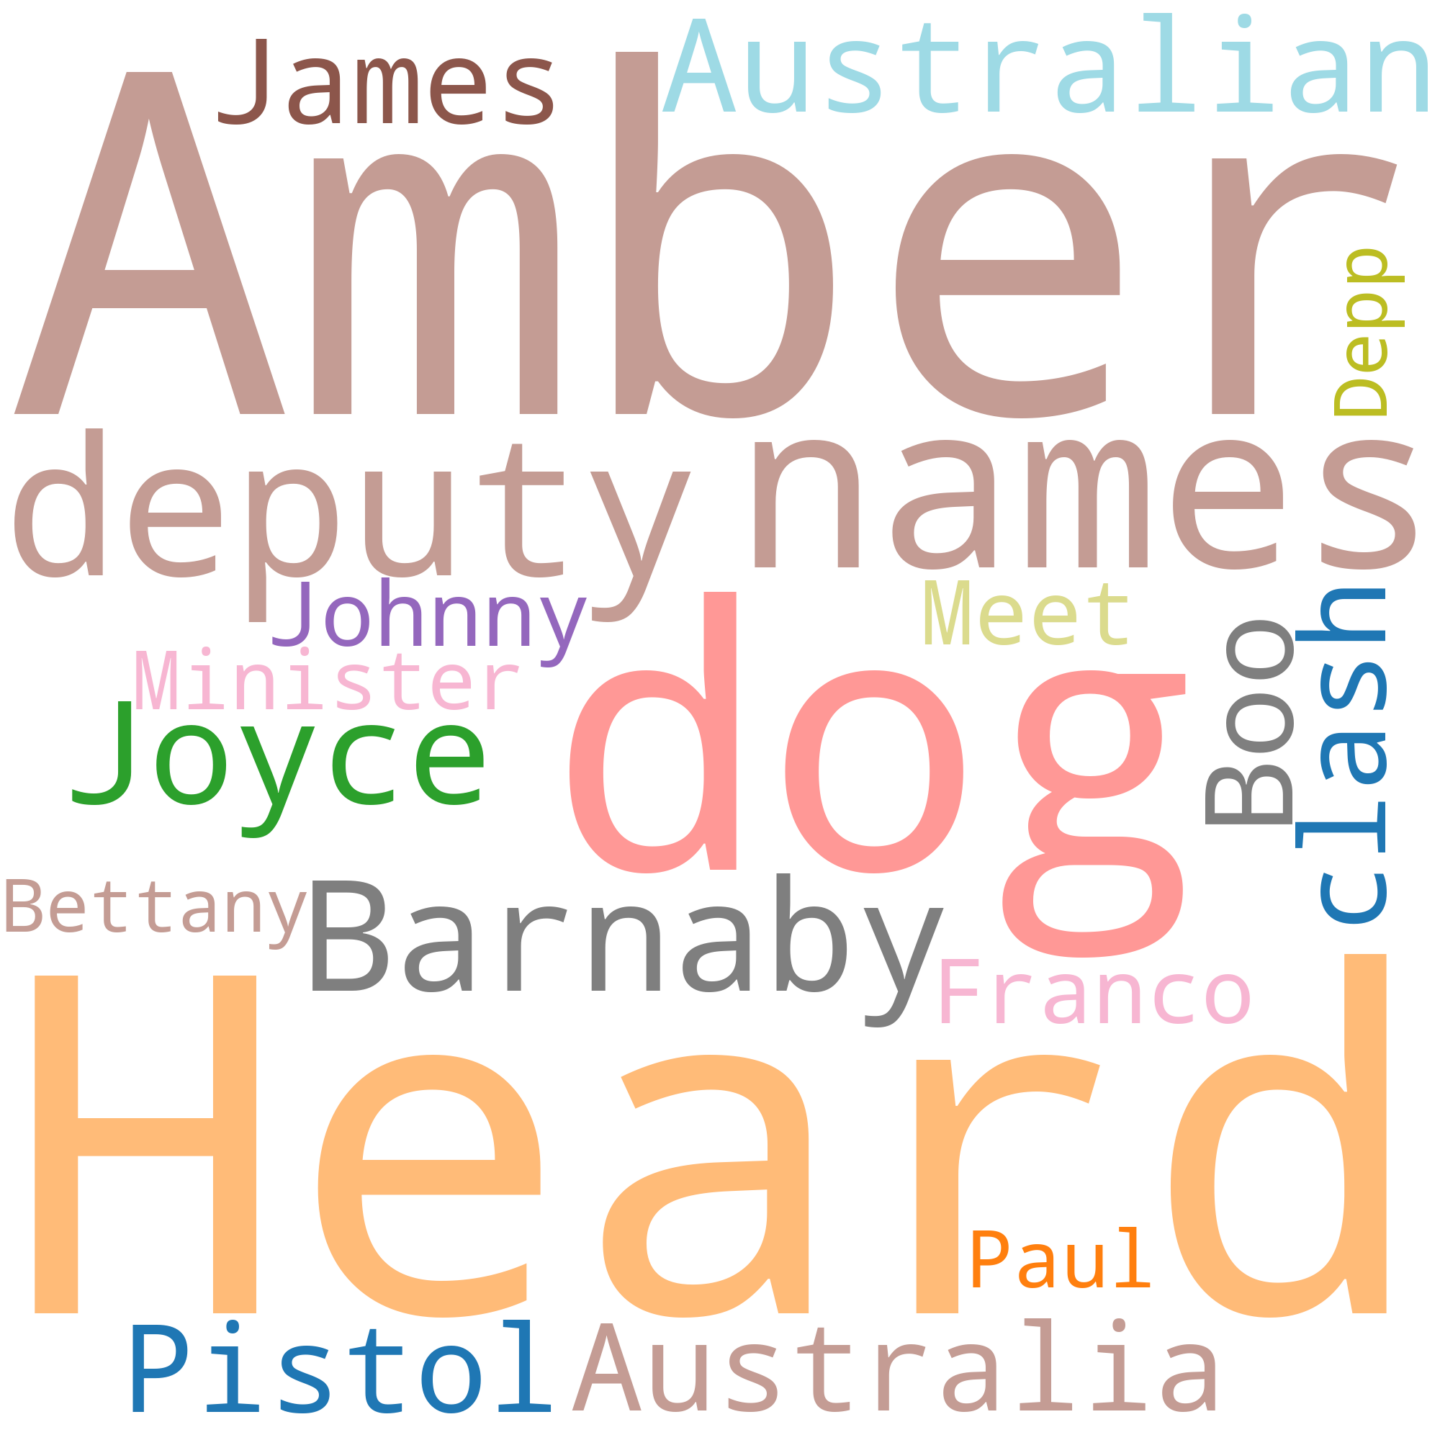 James
Australian
Amber
Depp
deputy
names
Johnny
Meet
Minister
Joyce
dog
Boo
clash
Bettany
Barnaby
Franco
Heard
Paul
Pistol
Australia